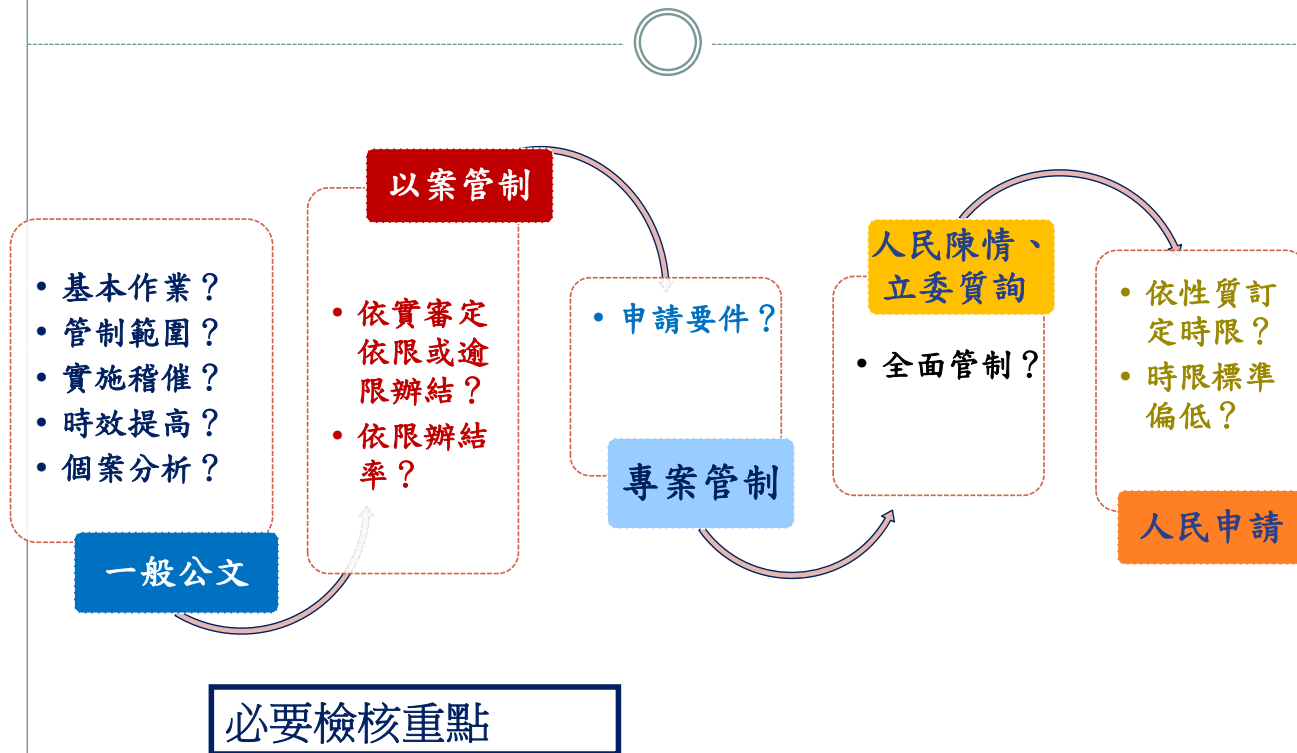 • 基本作業？
• 管制範圍？
• 實施稽催？
• 時效提高？
• 個案分析？
一般公文
以案管制
• 依實審定
依限或逾
限辦結？
• 依限辦結
率？
• 申請要件？
專案管制
人民陳情、
立委質詢
• 全面管制？
• 依性質訂
定時限？
• 時限標準
偏低？
人民申請
必要檢核重點